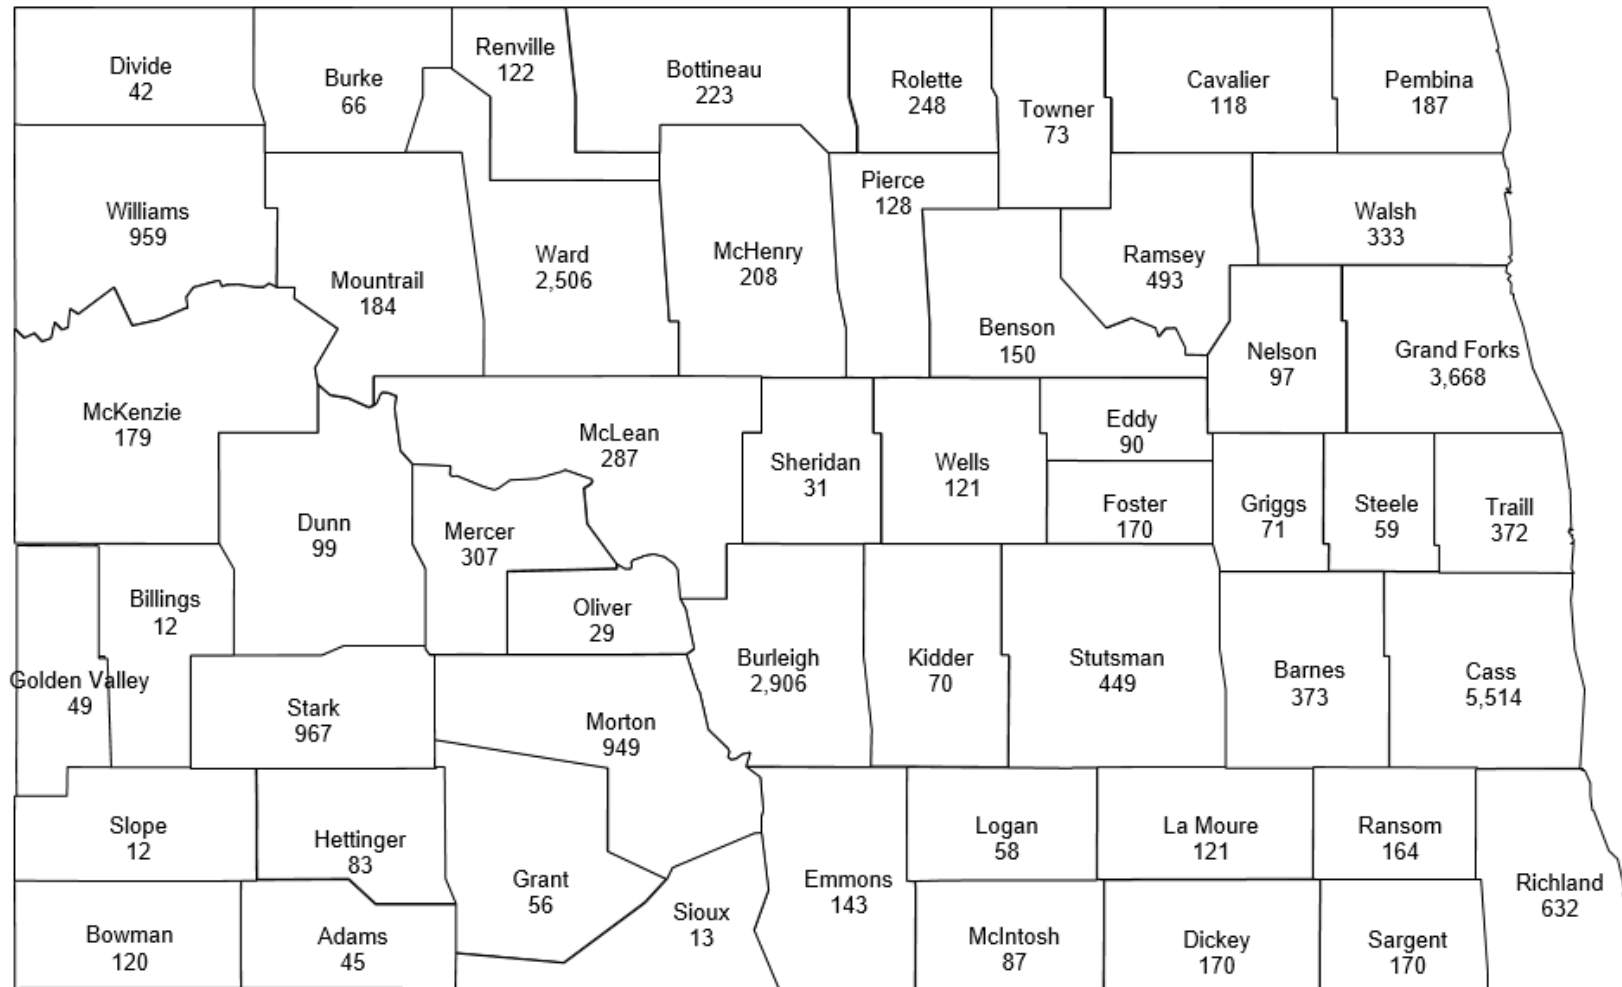 Divide
42
Burke
66
Renville
122
Bottineau
223
Rolette
248
Towner
73
Cavalier
118
Pembina
187
Williams
959
Mountrail
184
Ward
2,506
McHenry
208
Pierce
128
Benson
150
Ramsey
493
Walsh
333
Nelson
97
Grand Forks
3,668
McKenzie
179
Dunn
99
McLean
287
Mercer
307
Oliver
29
Sheridan
31
Wells
121
Eddy
90
Foster
170
Griggs
71
Steele
59
Traill
372
Golden Valley
49
Billings
12
Stark
967
Morton
949
Burleigh
2,906
Kidder
70
Stutsman
449
Barnes
373
Cass
5,514
Slope
12
Hettinger
83
Grant
56
Sioux
13
Emmons
143
Logan
58
La Moure
121
Ransom
164
Richland
632
Bowman
120
Adams
45
McIntosh
87
Dickey
170
Sargent
170